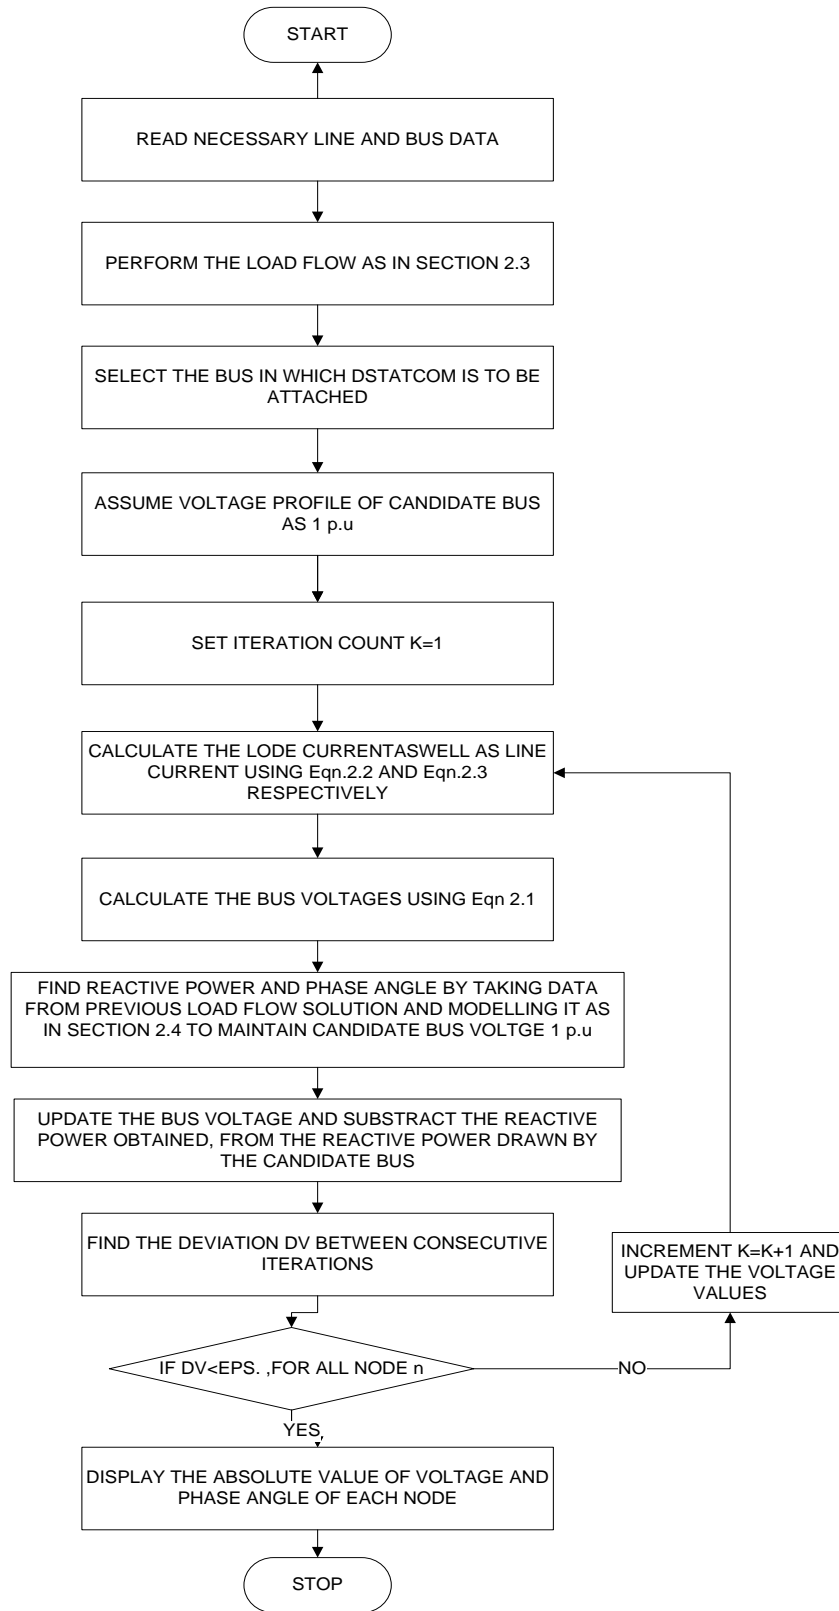 START
READ NECESSARY LINE AND BUS DATA
PERFORM THE LOAD FLOW AS IN SECTION 2.3
SELECT THE BUS IN WHICH DSTATCOM IS TO BE
ATTACHED
ASSUME VOLTAGE PROFILE OF CANDIDATE BUS
AS 1 p.u
SET ITERATION COUNT K=1
CALCULATE THE LODE CURRENTASWELL AS LINE
CURRENT USING Eqn.2.2 AND Eqn.2.3
RESPECTIVELY
CALCULATE THE BUS VOLTAGES USING Eqn 2.1
FIND REACTIVE POWER AND PHASE ANGLE BY TAKING DATA
FROM PREVIOUS LOAD FLOW SOLUTION AND MODELLING IT AS
IN SECTION 2.4 TO MAINTAIN CANDIDATE BUS VOLTGE 1 p.u
UPDATE THE BUS VOLTAGE AND SUBSTRACT THE REACTIVE
POWER OBTAINED, FROM THE REACTIVE POWER DRAWN BY
THE CANDIDATE BUS
FIND THE DEVIATION DV BETWEEN CONSECUTIVE
ITERATIONS
INCREMENT K=K+1 AND
UPDATE THE VOLTAGE
VALUES
IF DV<EPS. ,FOR ALL NODE n
NO
YES,
DISPLAY THE ABSOLUTE VALUE OF VOLTAGE AND
PHASE ANGLE OF EACH NODE
STOP